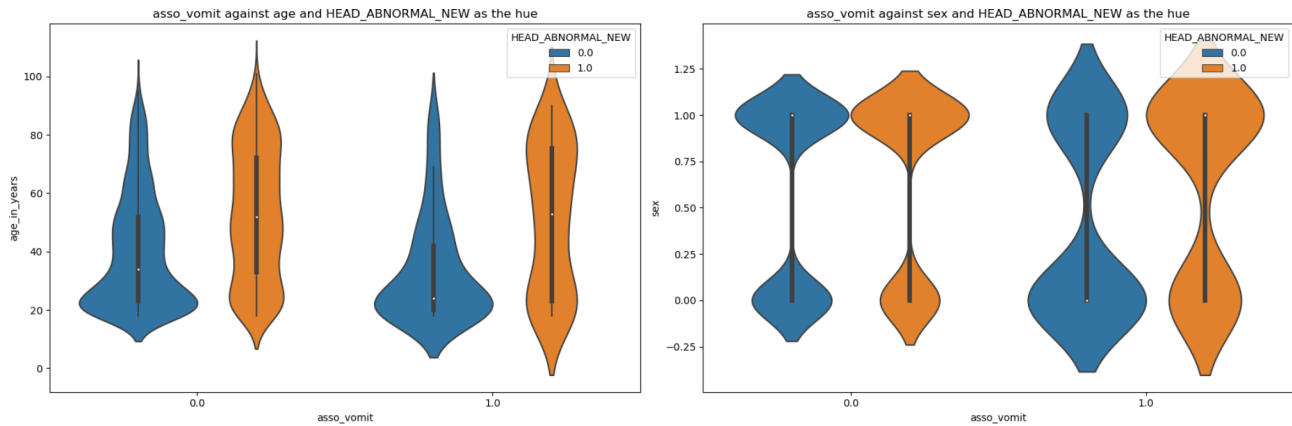 asso_vomit against age and HEAD_ABNORMAL_NEW as the hue
HEAD_ABNORMAL_NEW
0.0
1.0
100
80
60
40
20
0
age_in_years
0.0
1.0
asso_vomit
asso_vomit against sex and HEAD_ABNORMAL_NEW as the hue
HEAD_ABNORMAL_NEW
0.0
1.0
1.25
1.00
0.75
0.50
0.25
0.00
−0.25
sex
0.0
1.0
asso_vomit